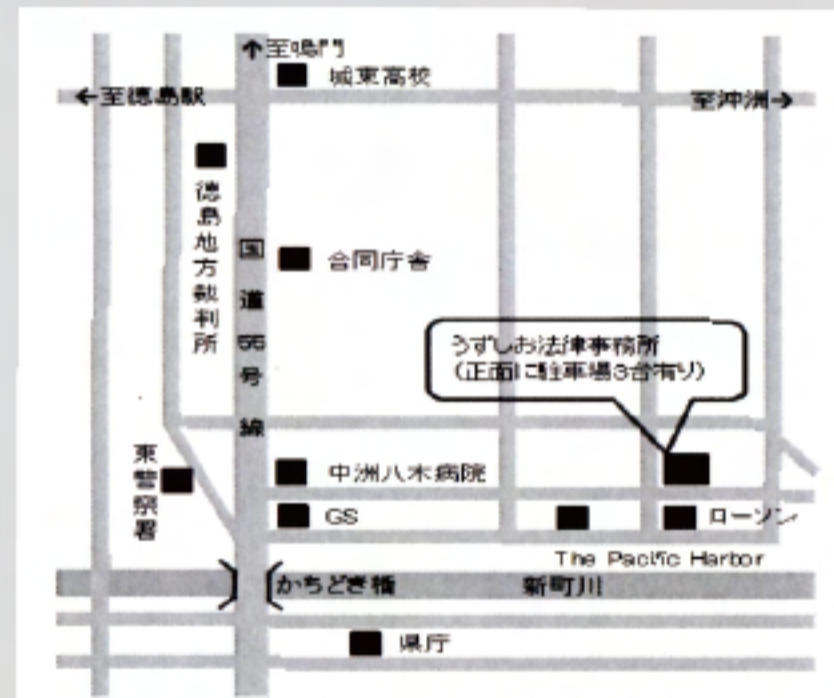 ↑至鳴門
城東高校
←至徳島駅
至沖洲→
徳島地方裁判所
国道55号線
合同庁舎
うずしお法律事務所
(正面に駐車場3台有り)
東警察署
中洲八木病院
GS
ローソン
The Pacific Harbor
かちどき橋
新町川
県庁